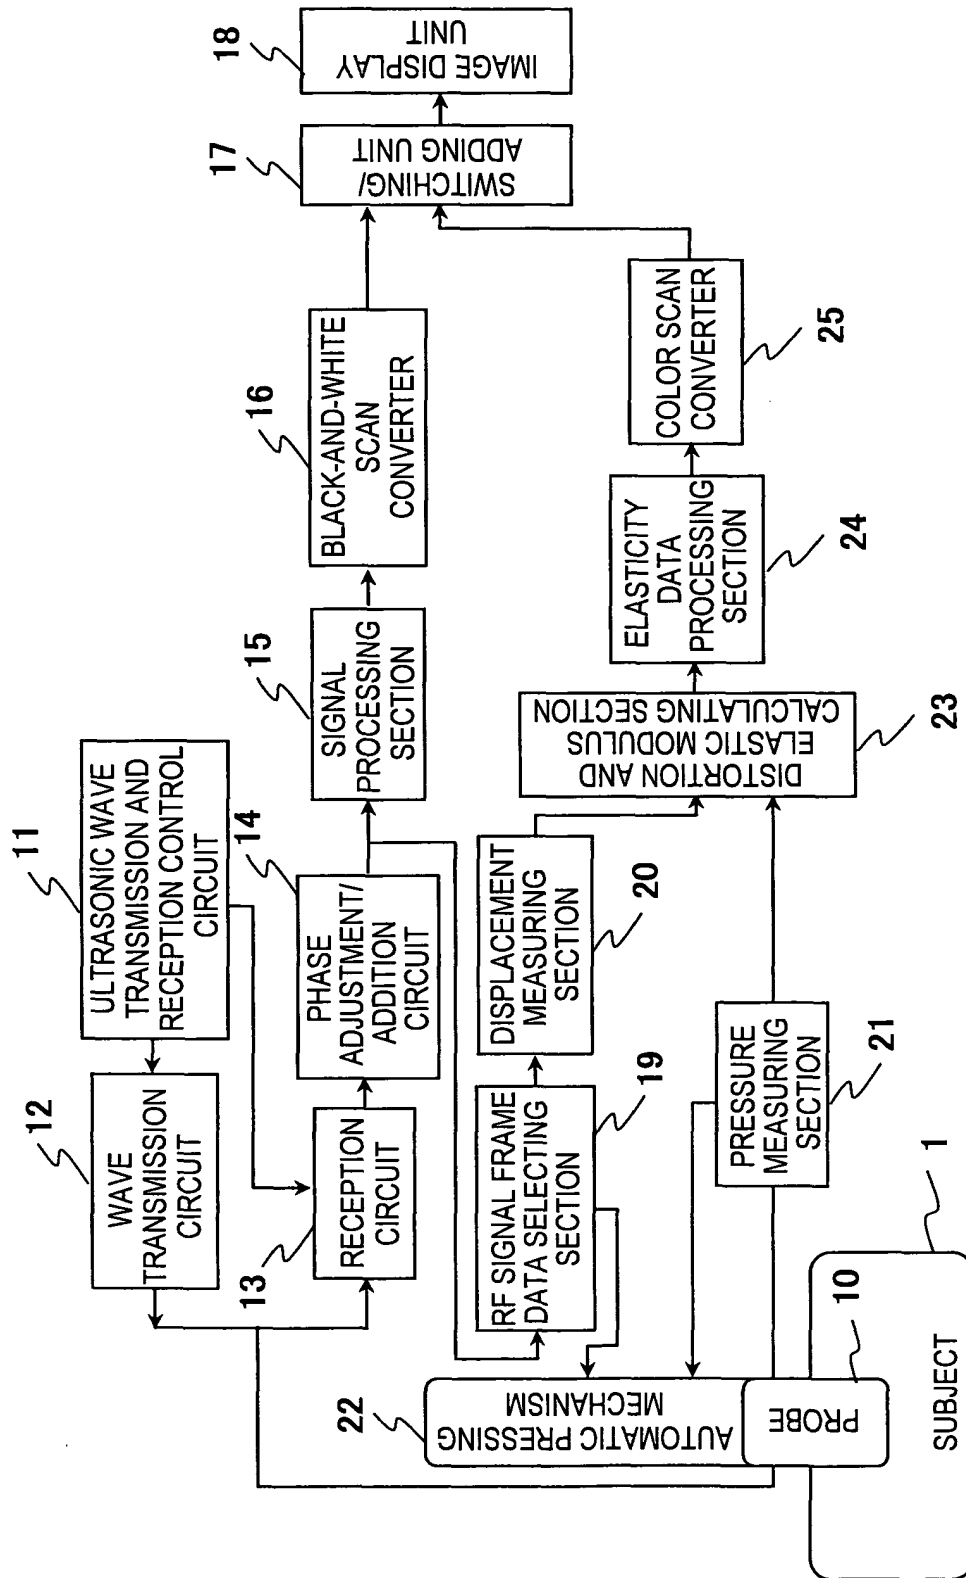 11
ULTRASONIC WAVE
TRANSMISSION AND
RECEPTION CONTROL
CIRCUIT
12
WAVE
TRANSMISSION
CIRCUIT
13
RECEPTION
CIRCUIT
14
PHASE
ADJUSTMENT/
ADDITION
CIRCUIT
15
SIGNAL
PROCESSING
SECTION
16
BLACK-AND-WHITE
SCAN
CONVERTER
17
SWITCHING/
ADDING UNIT
18
IMAGE DISPLAY
UNIT
RF SIGNAL FRAME
DATA SELECTING
SECTION
19
DISPLACEMENT
MEASURING
SECTION
20
PRESSURE
MEASURING
SECTION
21
22
AUTOMATIC PRESSING
MECHANISM
DISTORTION AND
ELASTIC MODULUS
CALCULATING SECTION
23
ELASTICITY
DATA
PROCESSING
SECTION
24
COLOR SCAN
CONVERTER
25
PROBE
10
SUBJECT
1